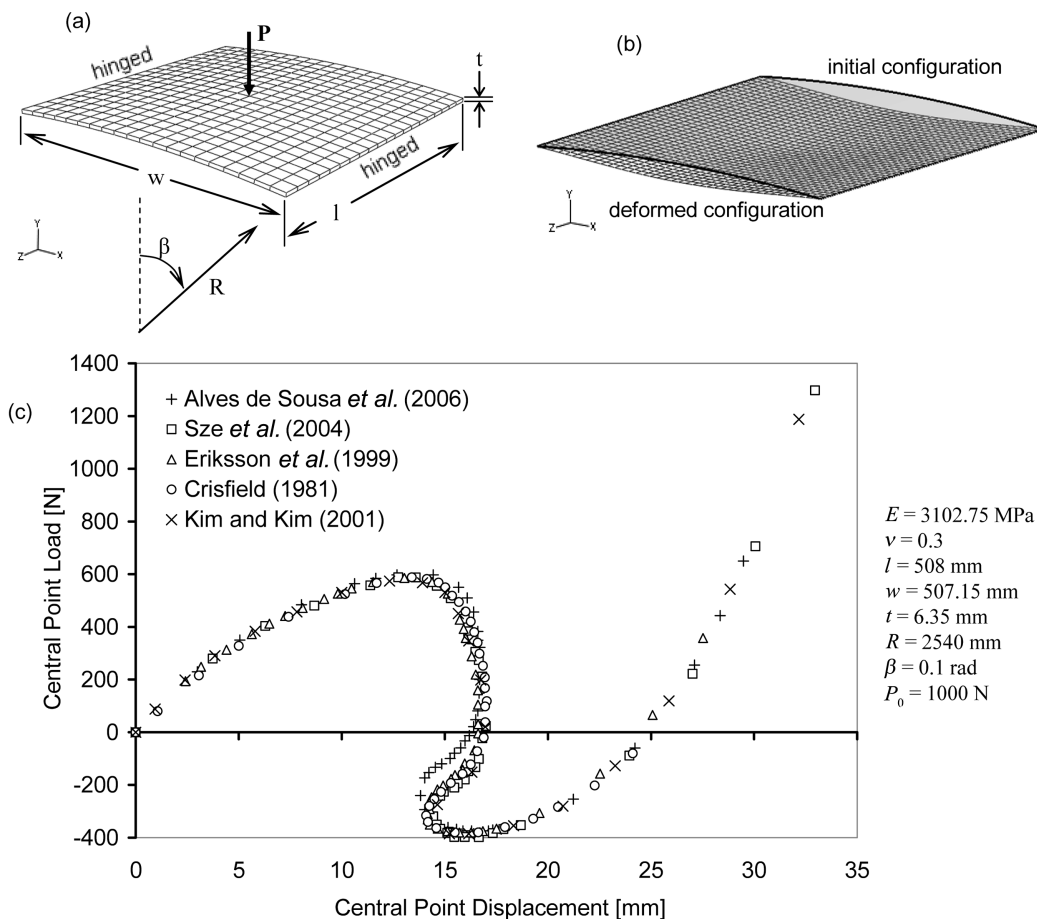 (a)
P
hinged
t
hinged
w
l
β
R
Y
Z
X
(b)
initial configuration
deformed configuration
Y
Z
X
(c)
Central Point Load [N]
1400
1200
1000
800
600
400
200
0
-200
-400
+ Alves de Sousa et al. (2006)
□ Sze et al. (2004)
△ Eriksson et al. (1999)
○ Crisfield (1981)
× Kim and Kim (2001)
0 5 10 15 20 25 30 35
Central Point Displacement [mm]
E = 3102.75 MPa
ν = 0.3
l = 508 mm
w = 507.15 mm
t = 6.35 mm
R = 2540 mm
β = 0.1 rad
P₀ = 1000 N